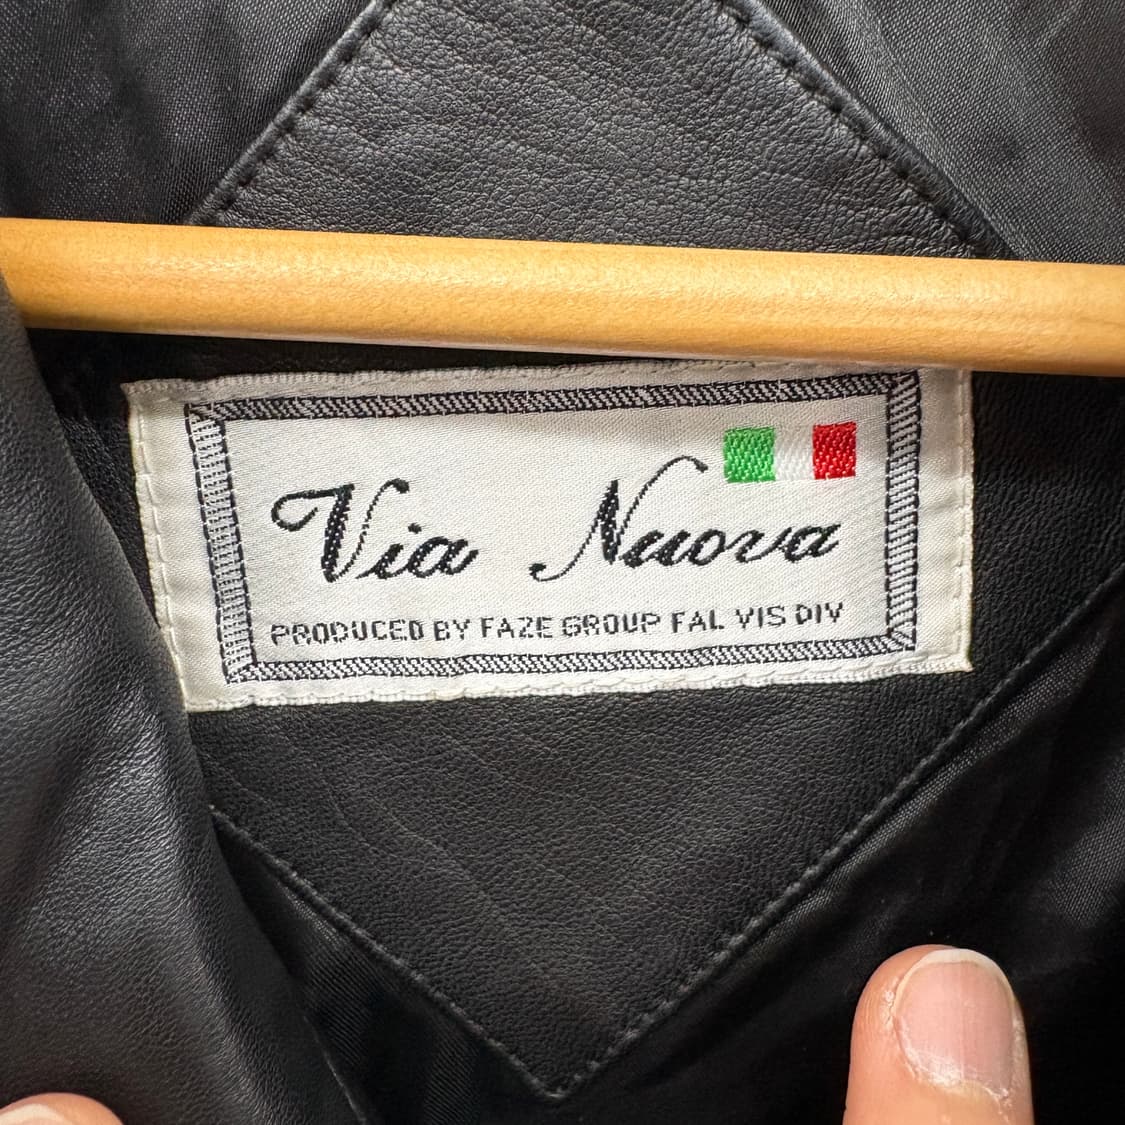 Via Nuova
PRODUCED BY FAZE GROUP FAL VIS DIV